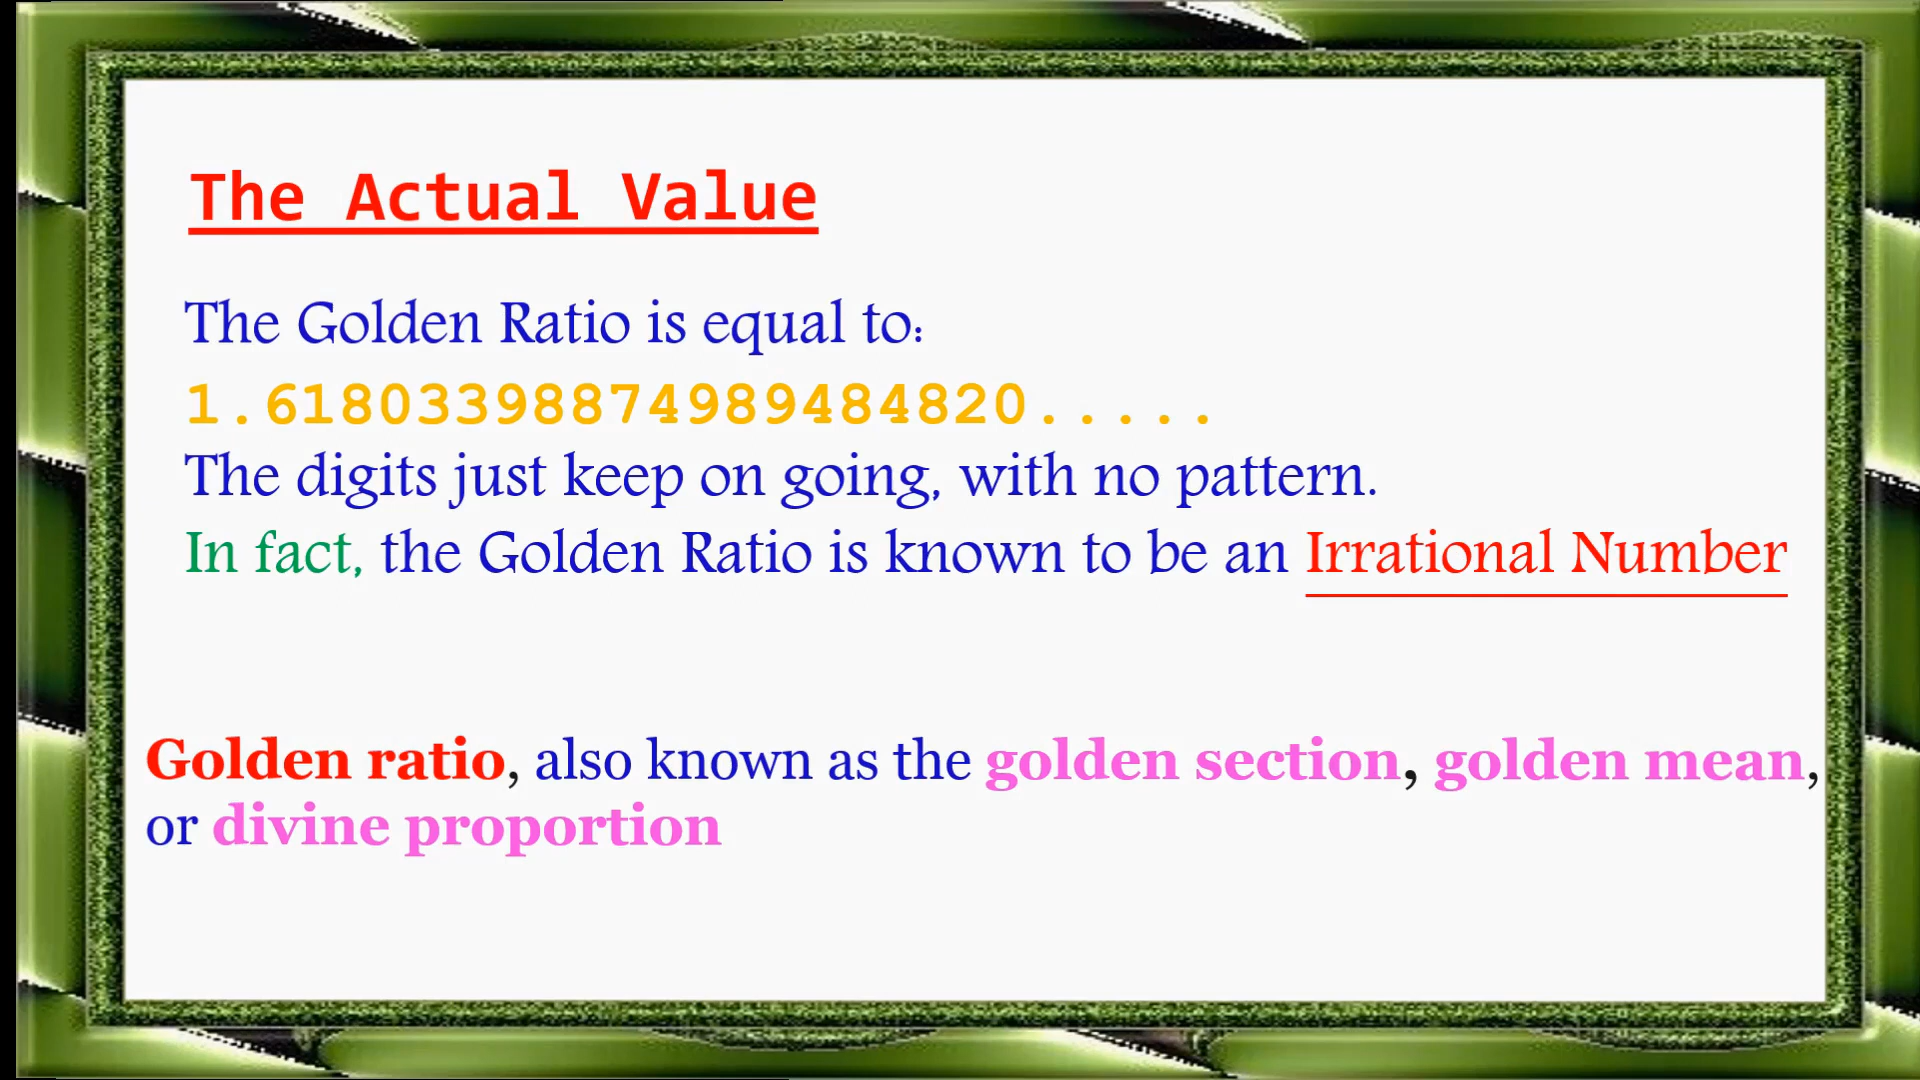 The Actual Value
The Golden Ratio is equal to:
1.61803398874989484820.....
The digits just keep on going, with no pattern.
In fact, the Golden Ratio is known to be an Irrational Number
Golden ratio, also known as the golden section, golden mean,
or divine proportion